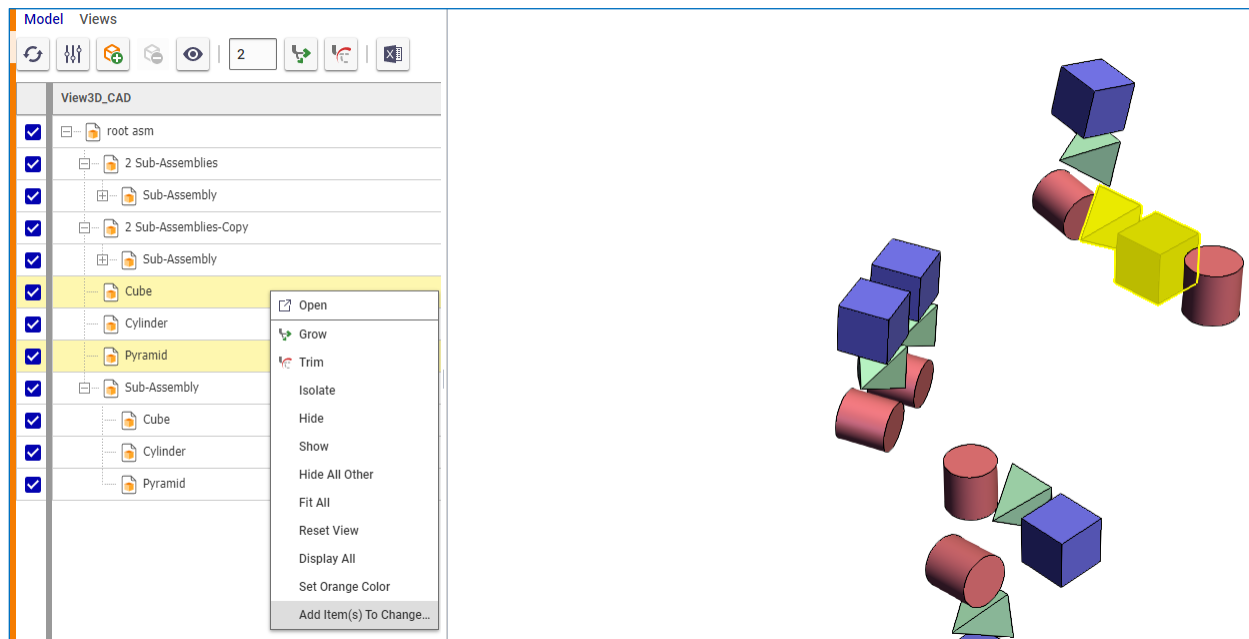 Model Views
2
View3D_CAD
root asm
2 Sub-Assemblies
Sub-Assembly
2 Sub-Assemblies-Copy
Sub-Assembly
Cube
Cylinder
Pyramid
Sub-Assembly
Cube
Cylinder
Pyramid
Open
Grow
Trim
Isolate
Hide
Show
Hide All Other
Fit All
Reset View
Display All
Set Orange Color
Add Item(s) To Change...